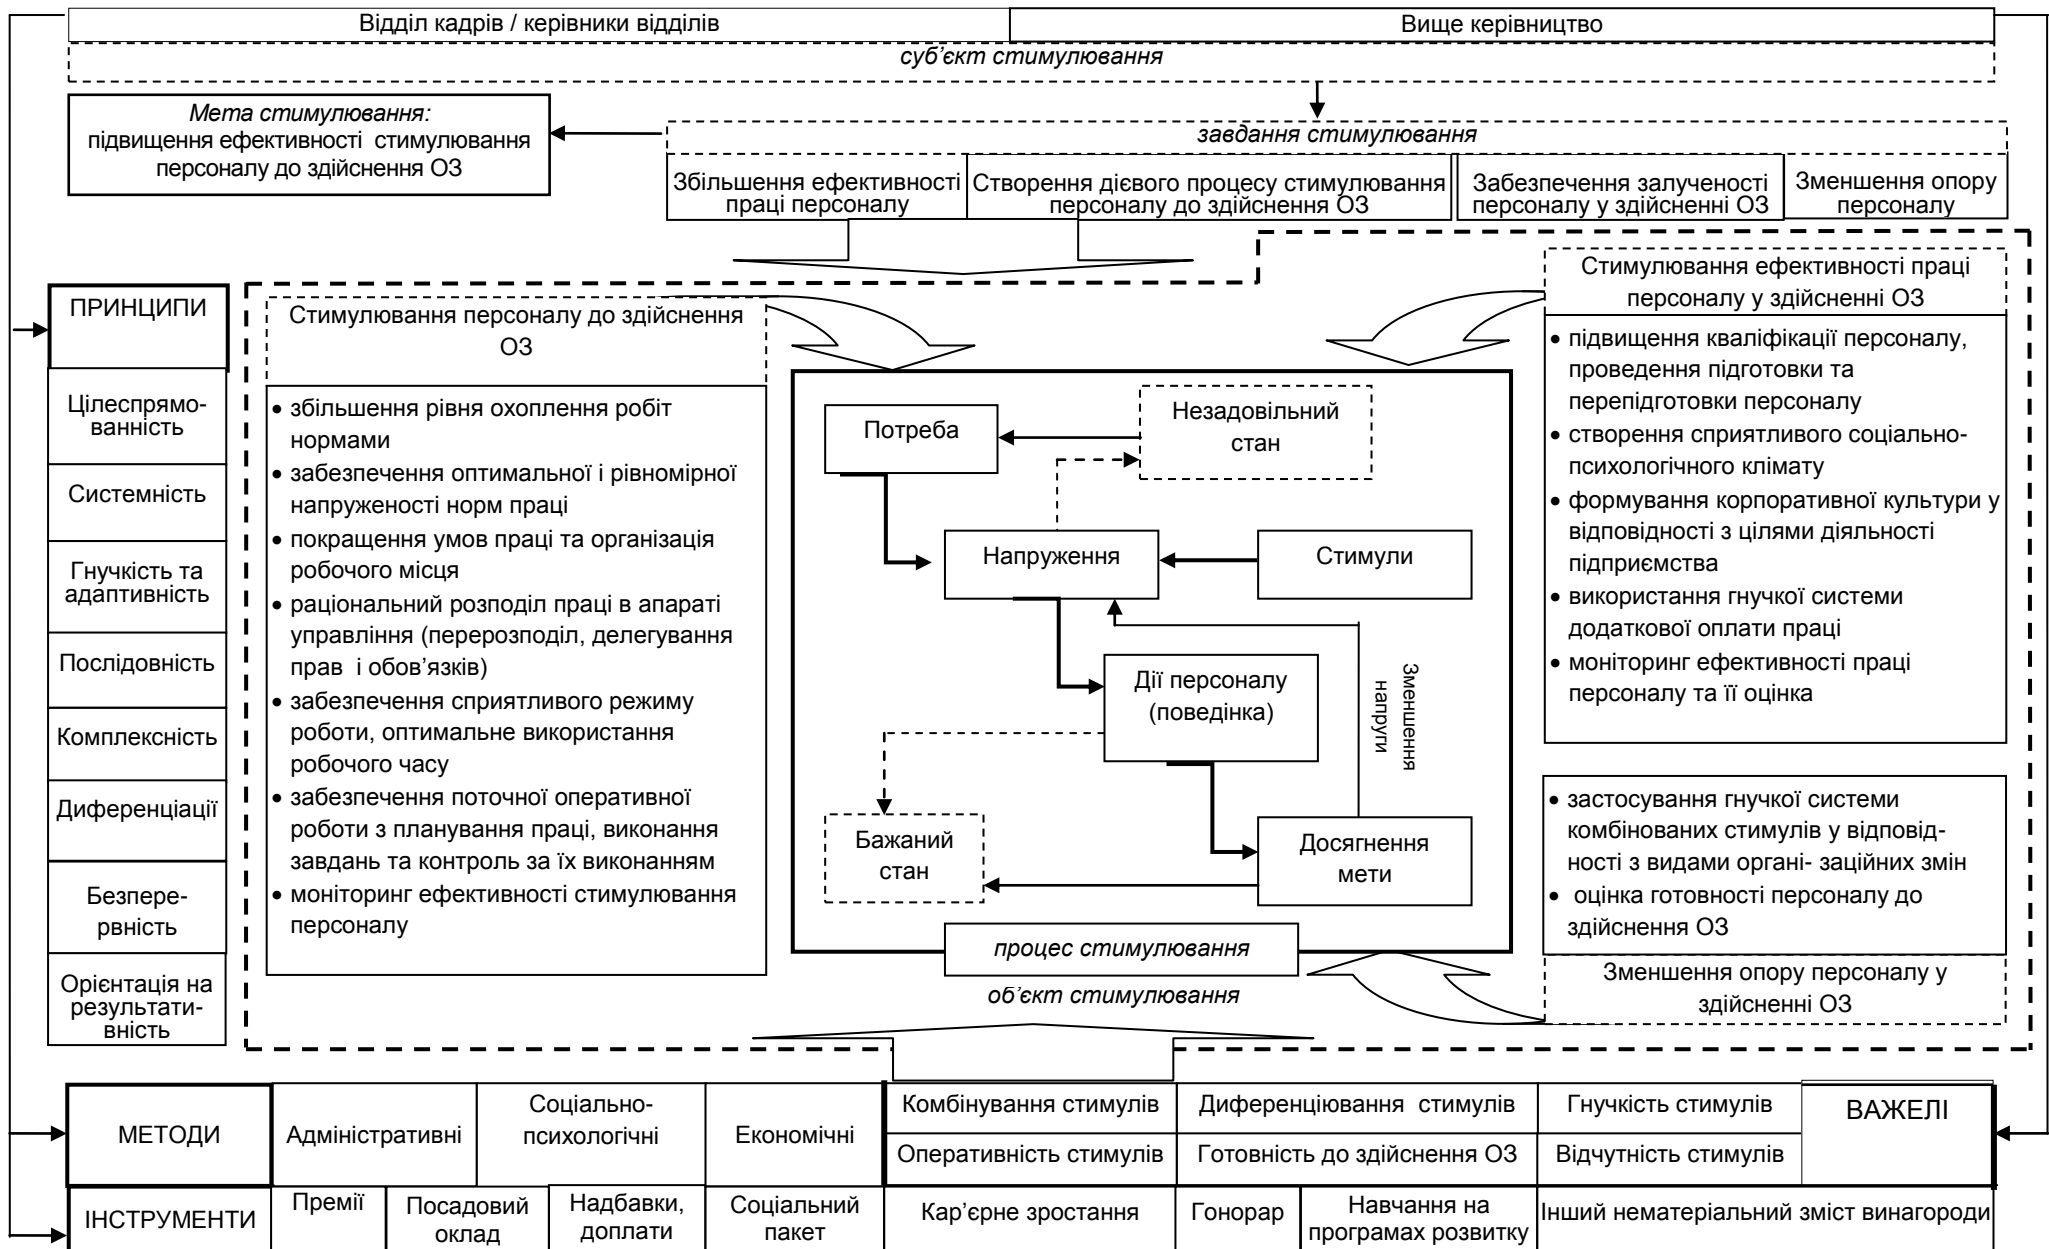 Відділ кадрів / керівники відділів
Вище керівництво
суб'єкт стимулювання
Мета стимулювання:
підвищення ефективності стимулювання
персоналу до здійснення ОЗ
завдання стимулювання
Збільшення ефективності
праці персоналу
Створення дієвого процесу стимулювання
персоналу до здійснення ОЗ
Забезпечення залученості
персоналу у здійсненні ОЗ
Зменшення опору
персоналу
ПРИНЦИПИ
Цілеспрямо-
ванність
Системність
Гнучкість та
адаптивність
Послідовність
Комплексність
Диференціації
Безпере-
рвність
Орієнтація на
результати-
вність
Стимулювання персоналу до здійснення
ОЗ
• збільшення рівня охоплення робіт
нормами
• забезпечення оптимальної і рівномірної
напруженості норм праці
• покращення умов праці та організація
робочого місця
• раціональний розподіл праці в апараті
управління (перерозподіл, делегування
прав і обов'язків)
• забезпечення сприятливого режиму
роботи, оптимальне використання
робочого часу
• забезпечення поточної оперативної
роботи з планування праці, виконання
завдань та контроль за їх виконанням
• моніторинг ефективності стимулювання
персоналу
Потреба
Незадовільний
стан
Напруження
Стимули
Дії персоналу
(поведінка)
Зменшення
напруги
Бажаний
стан
Досягнення
мети
процес стимулювання
об'єкт стимулювання
Стимулювання ефективності праці
персоналу у здійсненні ОЗ
• підвищення кваліфікації персоналу,
проведення підготовки та
перепідготовки персоналу
• створення сприятливого соціально-
психологічного клімату
• формування корпоративної культури у
відповідності з цілями діяльності
підприємства
• використання гнучкої системи
додаткової оплати праці
• моніторинг ефективності праці
персоналу та її оцінка
• застосування гнучкої системи
комбінованих стимулів у відповід-
ності з видами органі- заційних змін
• оцінка готовності персоналу до
здійснення ОЗ
Зменшення опору персоналу у
здійсненні ОЗ
МЕТОДИ
Адміністративні
Соціально-
психологічні
Економічні
Комбінування стимулів
Диференціювання стимулів
Гнучкість стимулів
Оперативність стимулів
Готовність до здійснення ОЗ
Відчутність стимулів
ВАЖЕЛІ
ІНСТРУМЕНТИ
Премії
Посадовий
оклад
Надбавки,
доплати
Соціальний
пакет
Кар'єрне зростання
Гонорар
Навчання на
програмах розвитку
Інший нематеріальний зміст винагороди